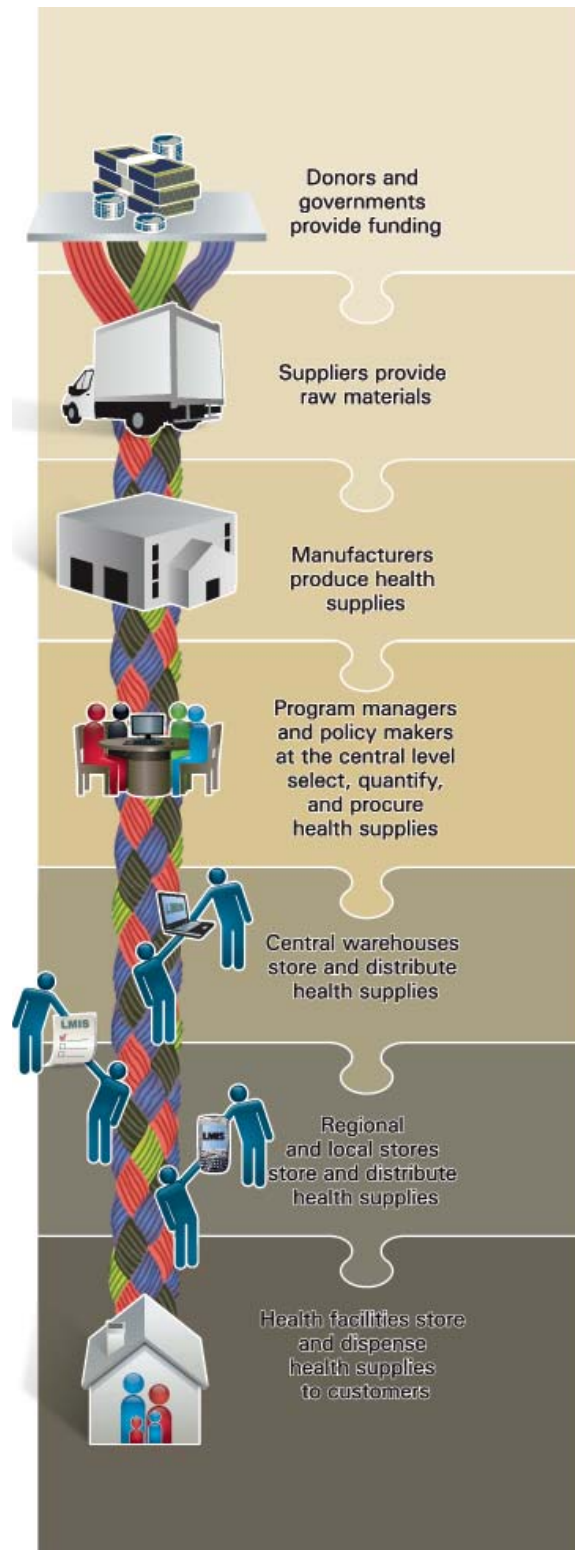 Donors and
governments
provide funding
Suppliers provide
raw materials
Manufacturers
produce health
supplies
Program managers
and policy makers
at the central level
select, quantify,
and procure
health supplies
LMIS
Central warehouses
store and distribute
health supplies
LMIS
Regional
and local stores
store and distribute
health supplies
LMIS
Health facilities store
and dispense
health supplies
to customers